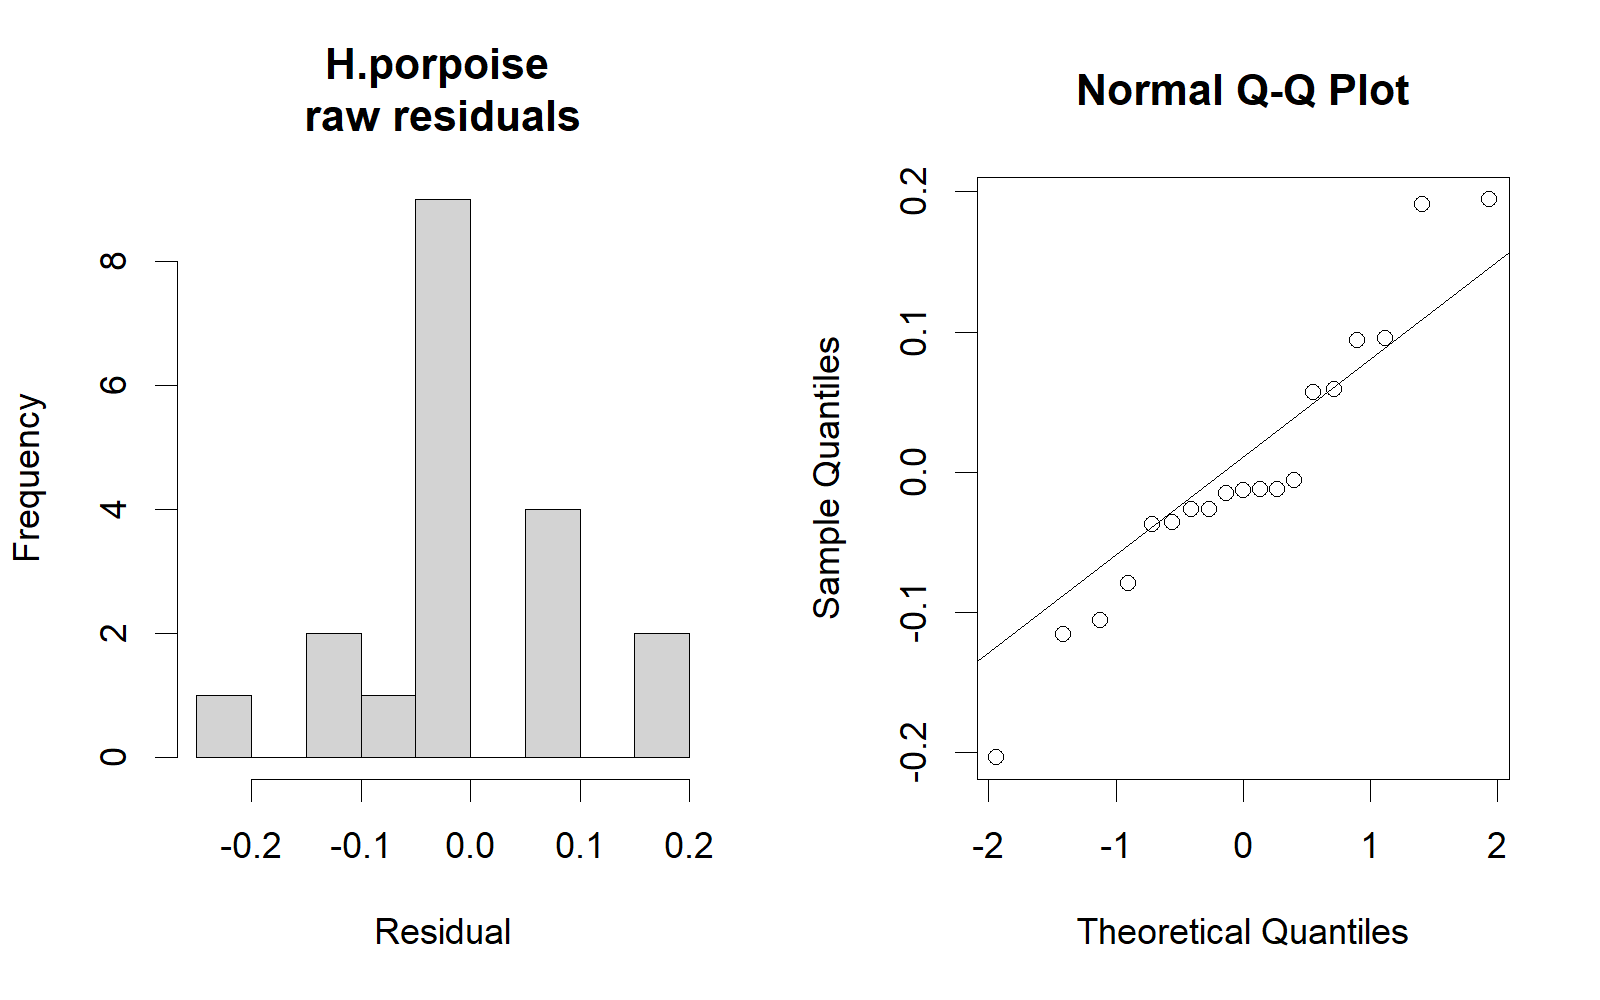 H.porpoise
raw residuals
Frequency
0
2
4
6
8
-0.2
-0.1
0.0
0.1
0.2
Residual
Normal Q-Q Plot
Sample Quantiles
-0.2
-0.1
0.0
0.1
0.2
-2
-1
0
1
2
Theoretical Quantiles